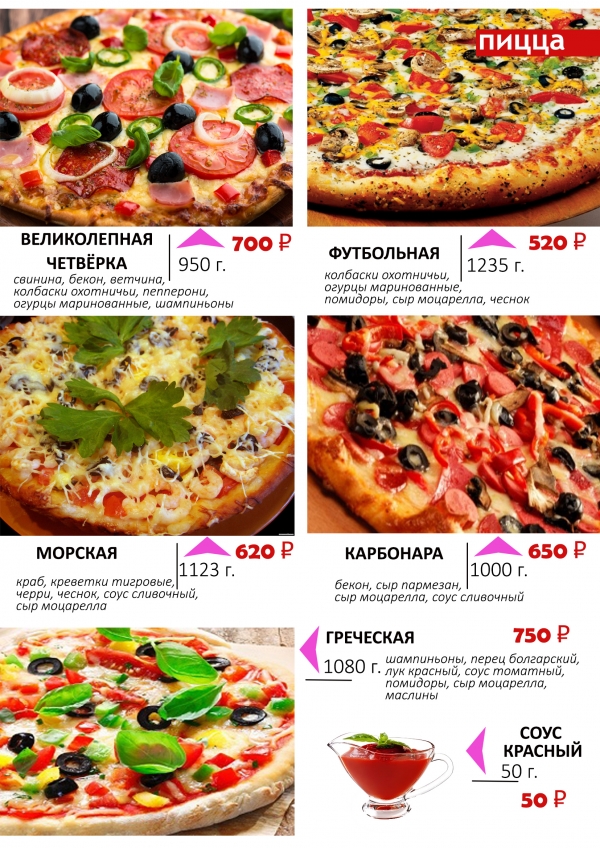 пицца
ВЕЛИКОЛЕПНАЯ
ЧЕТВЁРКА
700 ₽
950 г.
свинина, бекон, ветчина,
колбаски охотничьи, пепперони,
огурцы маринованные, шампиньоны
ФУТБОЛЬНАЯ
520 ₽
1235 г.
колбаски охотничьи,
огурцы маринованные,
помидоры, сыр моцарелла, чеснок
МОРСКАЯ
620 ₽
1123 г.
краб, креветки тигровые,
черри, чеснок, соус сливочный,
сыр моцарелла
КАРБОНАРА
650 ₽
1000 г.
бекон, сыр пармезан,
сыр моцарелла, соус сливочный
ГРЕЧЕСКАЯ
750 ₽
1080 г.
шампиньоны, перец болгарский,
лук красный, соус томатный,
помидоры, сыр моцарелла,
маслины
СОУС
КРАСНЫЙ
50 г.
50 ₽